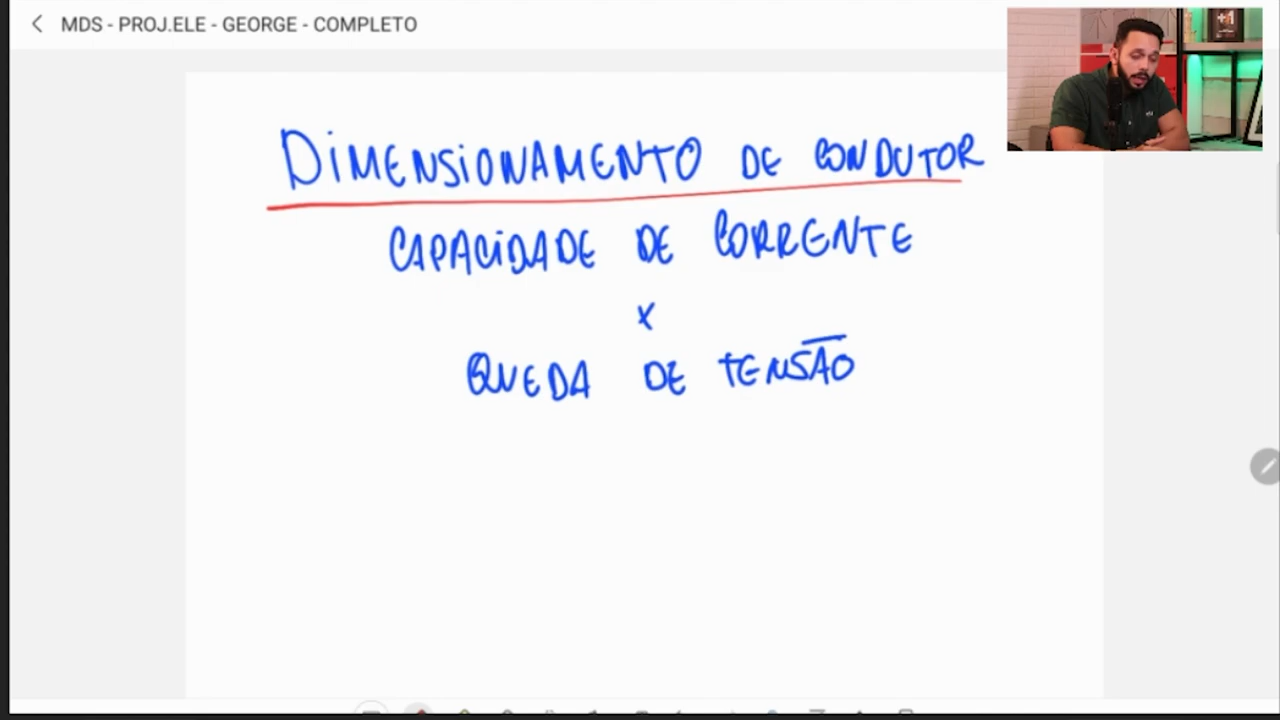 MDS - PROJ.ELE - GEORGE - COMPLETO
DIMENSIONAMENTO DE CONDUTOR
CAPACIDADE DE CORRENTE
x
QUEDA DE TENSÃO